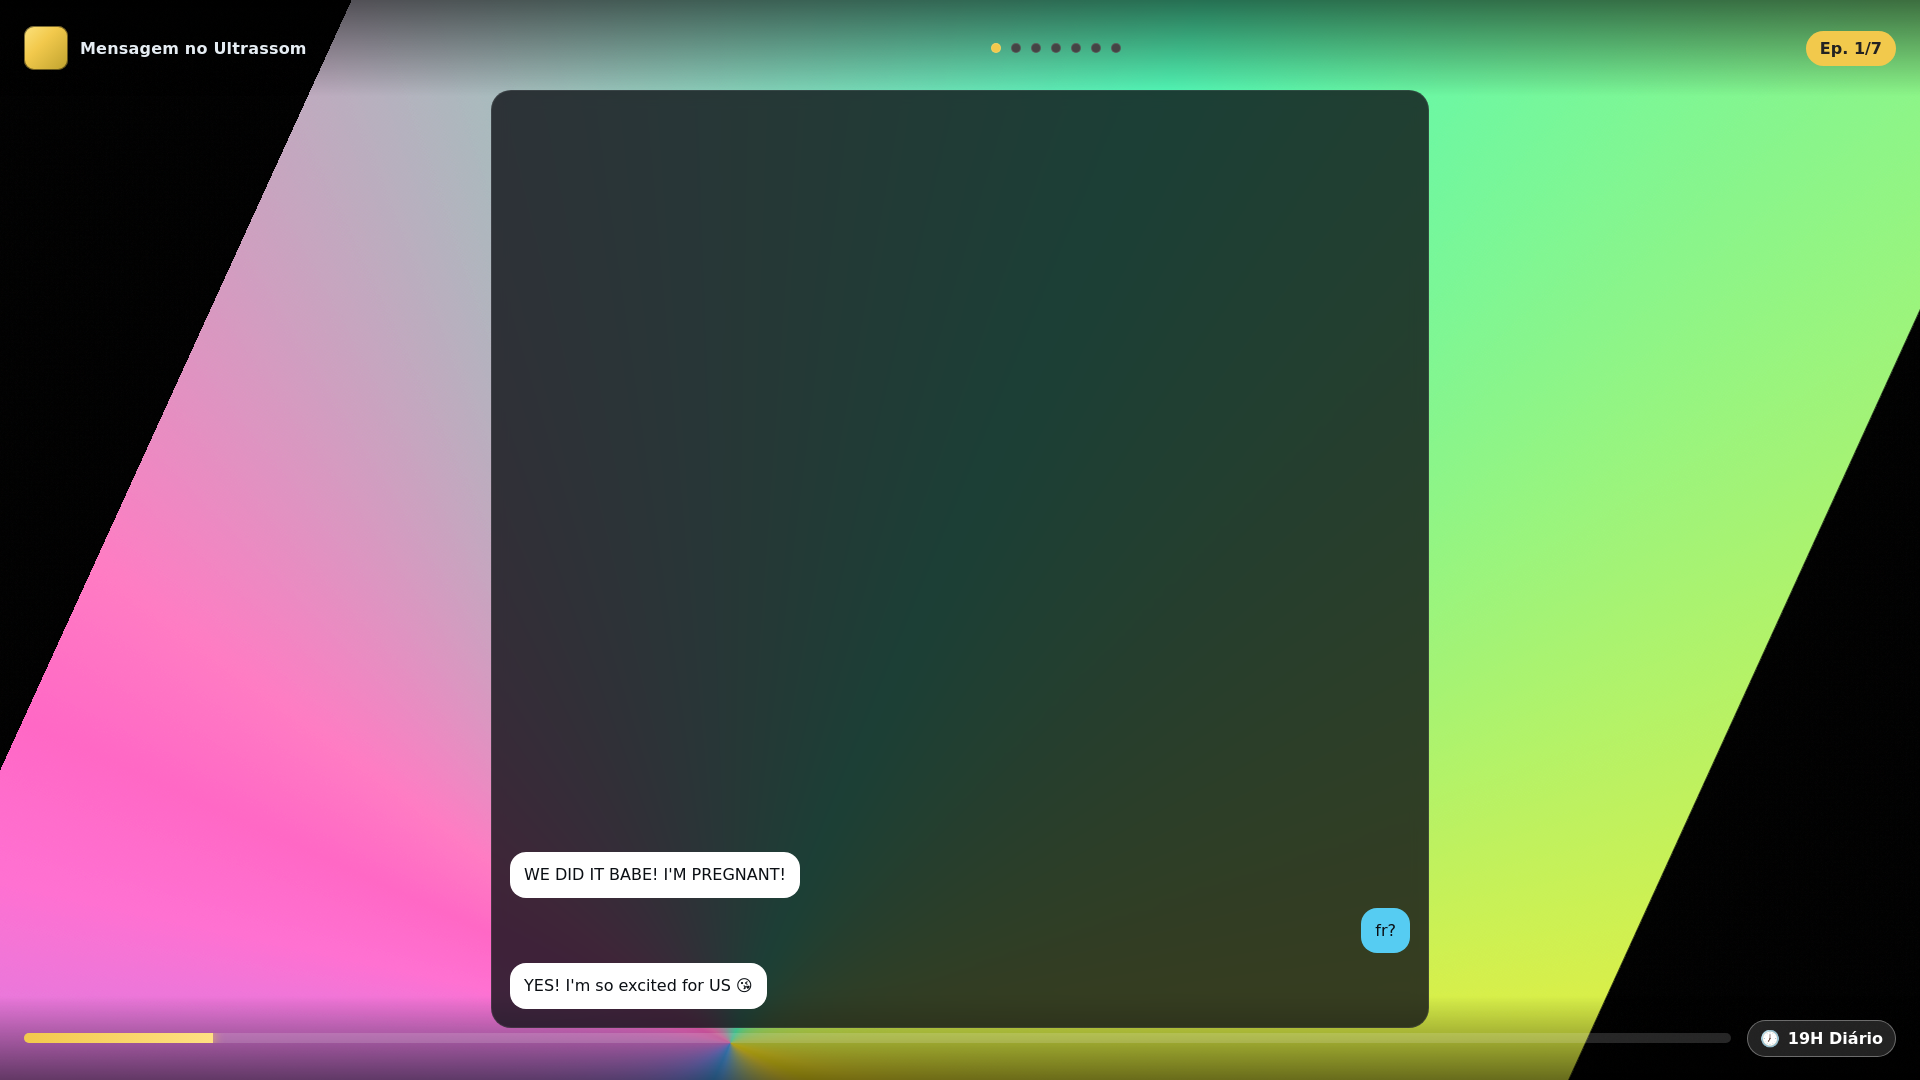 Mensagem no Ultrassom
Ep. 1/7
WE DID IT BABE! I'M PREGNANT!
fr?
YES! I'm so excited for US 😘
🕖 19H Diário